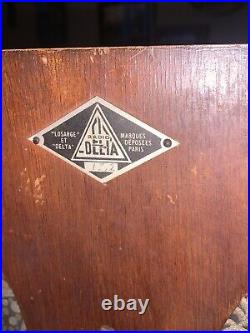 "LOSANGE"
ET
"DELTA"
RADIO
DELTA
MARQUES
DÉPOSÉES
PARIS